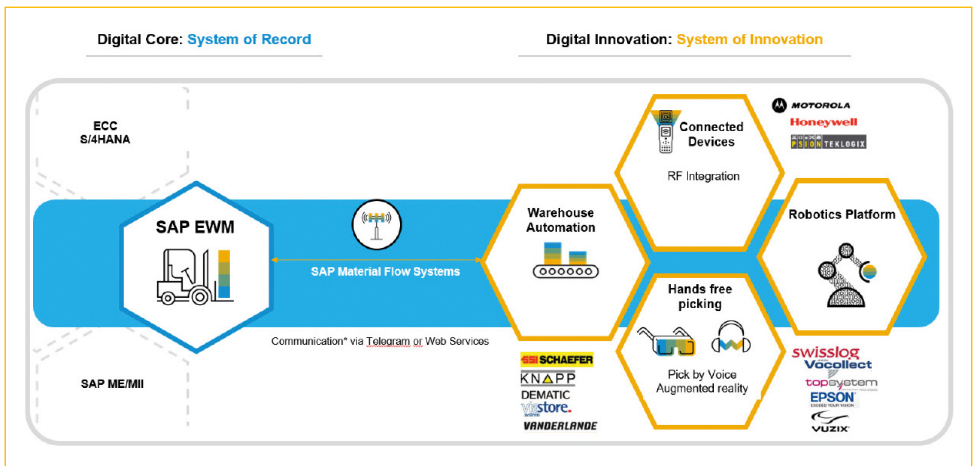 Digital Core: System of Record
Digital Innovation: System of Innovation
ECC
S/4HANA
SAP EWM
SAP Material Flow Systems
Communication* via Telegram or Web Services
SAP ME/MII
Warehouse
Automation
SSI SCHAEFER
KNAPP
DEMATIC
viastore.
VANDERLANDE
Connected
Devices
RF Integration
MOTOROLA
Honeywell
PSION TEKLOGIX
Hands free
picking
Pick by Voice
Augmented reality
Robotics Platform
swisslog
Vocollect
topsystem
EPSON
EXCEED YOUR VISION
VUZIX